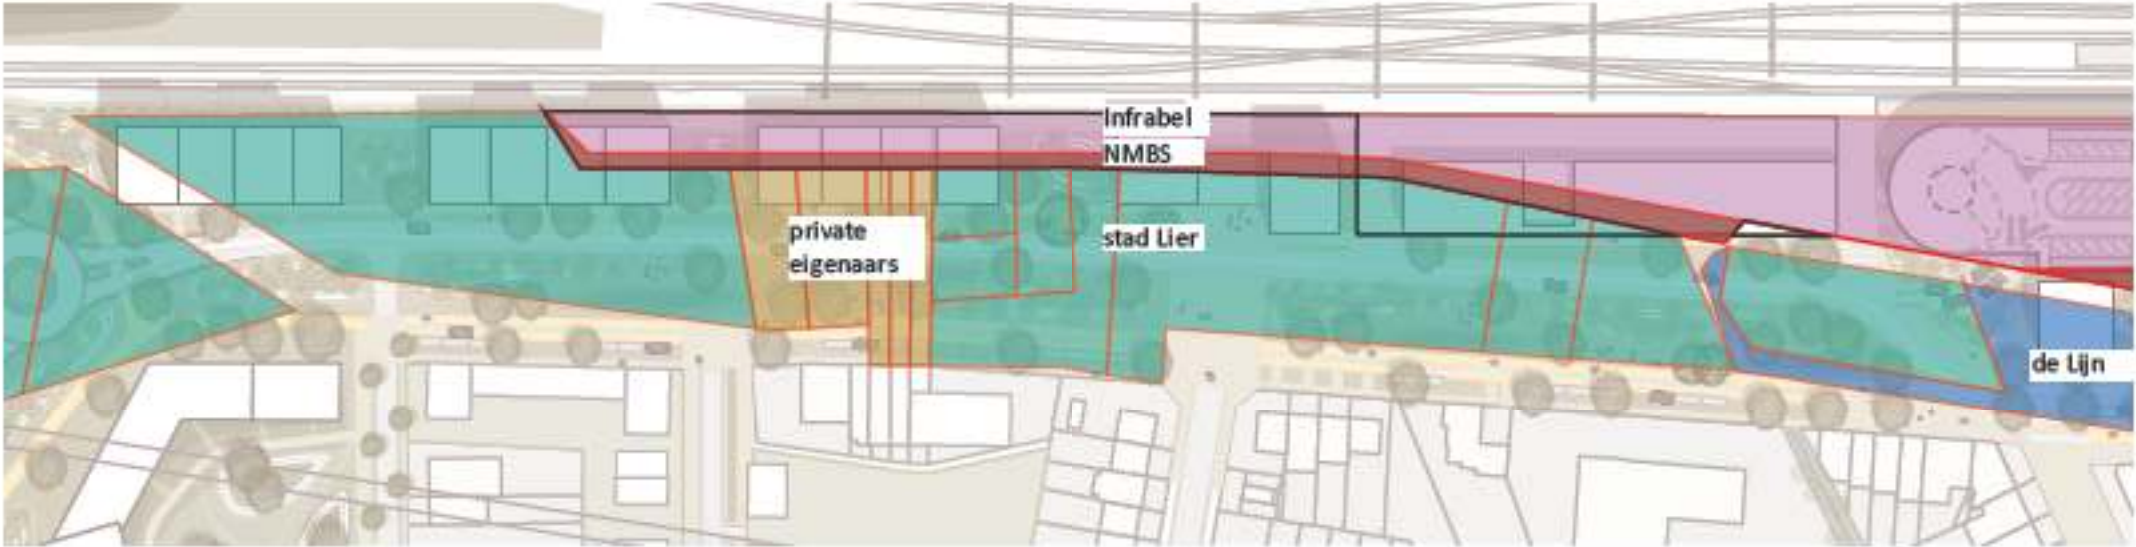 Infrabel
NMBS
private
eigenaars
stad Lier
de Lijn